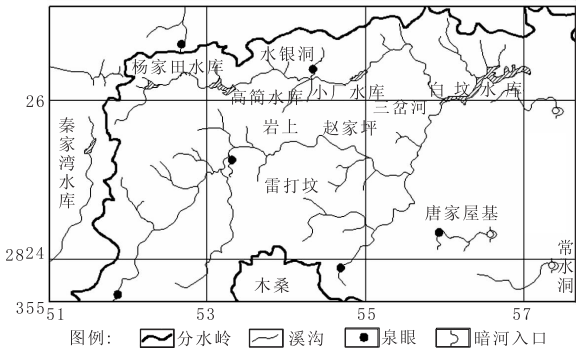 水银洞
杨家田水库
高简水库
小厂水库
白坟水库
三岔河
26
岩上
赵家坪
秦家湾水库
雷打坟
唐家屋基
2824
常水洞
木桑
355
51
53
55
57
图例:
分水岭
溪沟
泉眼
暗河入口